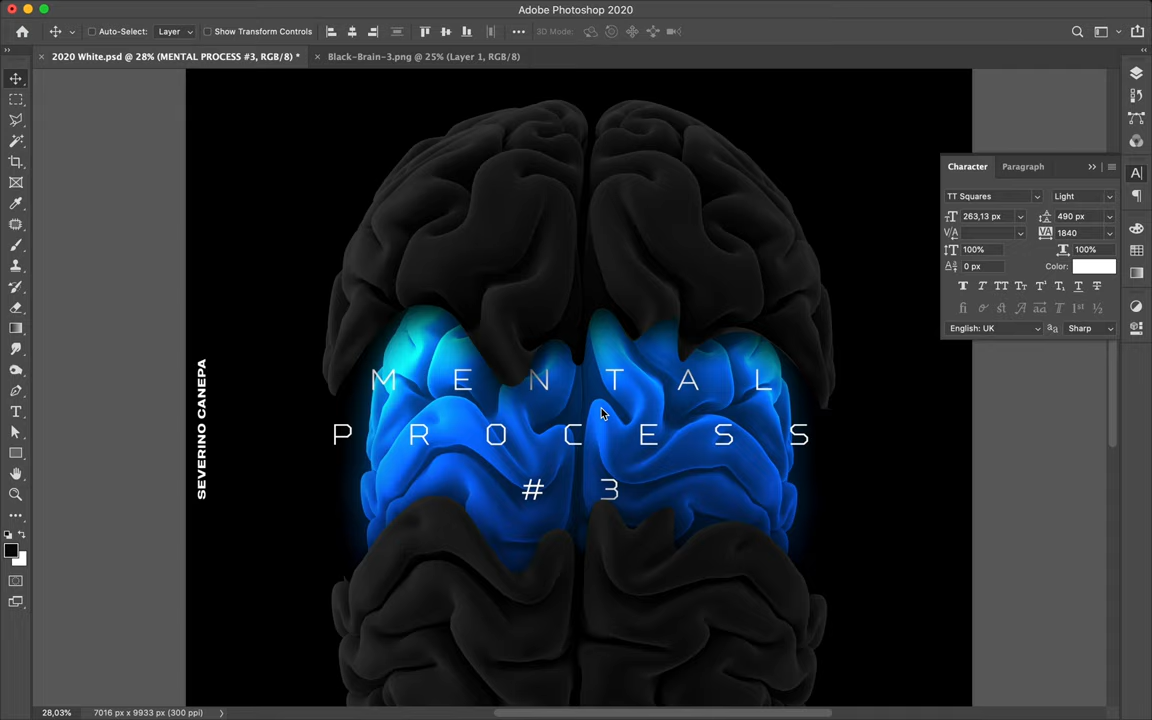 Adobe Photoshop 2020
Auto-Select:
Layer
Show Transform Controls
3D Mode:
2020 White.psd @ 28% (MENTAL PROCESS #3, RGB/8) *
Black-Brain-3.png @ 25% (Layer 1, RGB/8)
Character
Paragraph
TT Squares
Light
263,13 px
490 px
1840
100%
100%
0 px
Color:
English: UK
Sharp
SEVERINO CANEPA
MENTAL
PROCESS
#3
28,03%
7016 px x 9933 px (300 ppi)